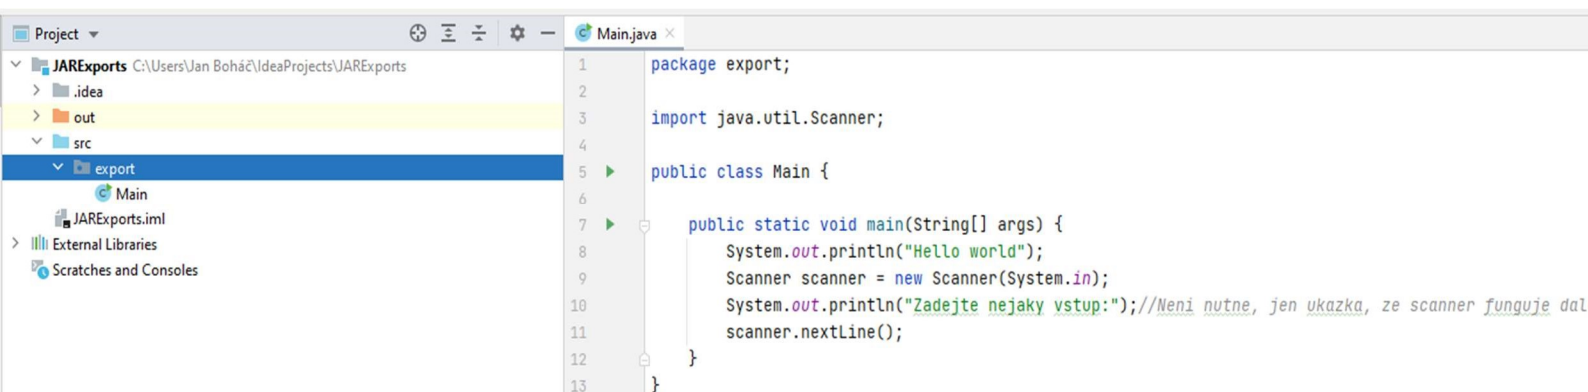 Project
JARExports C:\Users\Jan Boháč\IdeaProjects\JARExports
.idea
out
src
export
Main
JARExports.iml
External Libraries
Scratches and Consoles
Main.java
1 package export;
2
3 import java.util.Scanner;
4
5 public class Main {
6
7 public static void main(String[] args) {
8 System.out.println("Hello world");
9 Scanner scanner = new Scanner(System.in);
10 System.out.println("Zadejte nejaky vstup:");//Neni nutne, jen ukazka, ze scanner funguje dal
11 scanner.nextLine();
12 }
13 }